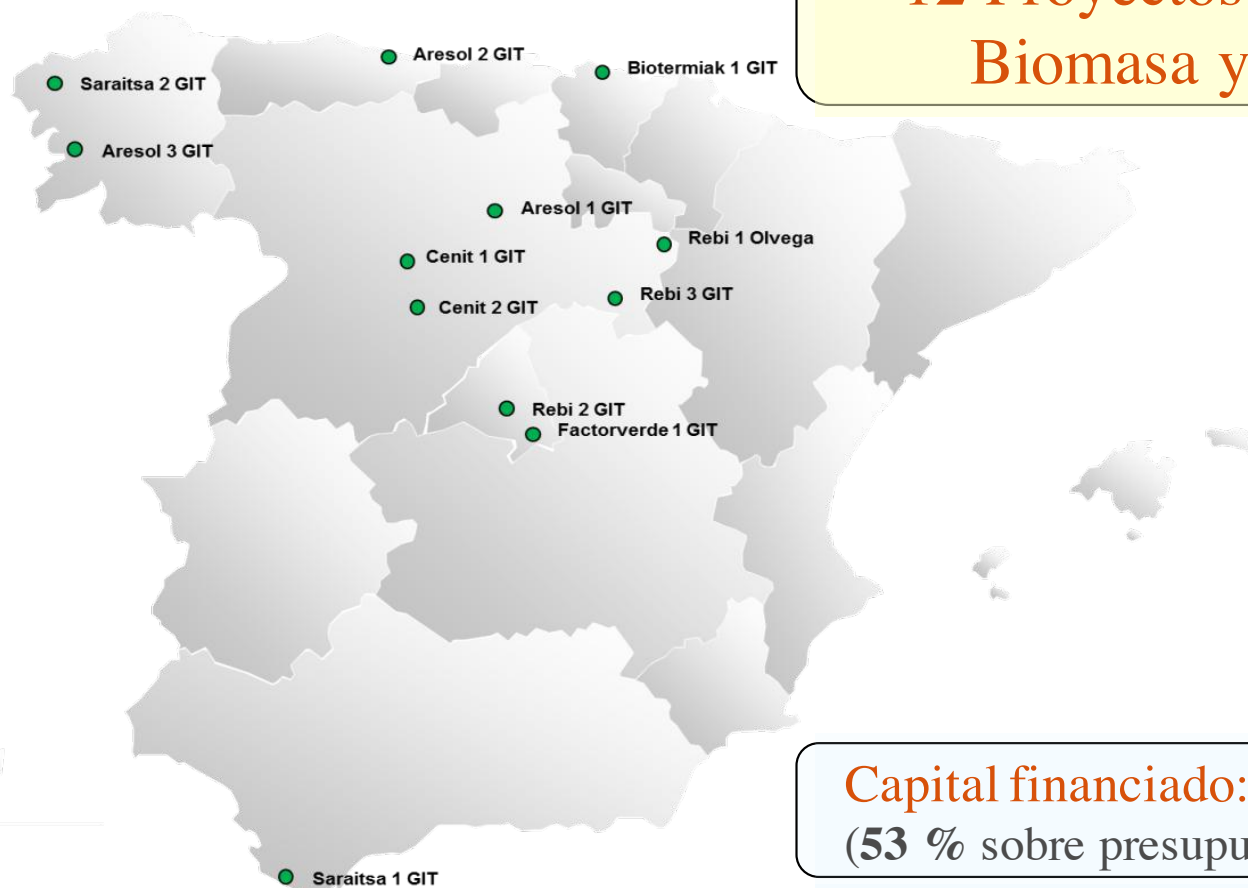 12 Proyectos
Biomasa y
Aresol 2 GIT
Biotermiak 1 GIT
Saraitsa 2 GIT
Aresol 3 GIT
Aresol 1 GIT
Rebi 1 Olvega
Cenit 1 GIT
Rebi 3 GIT
Cenit 2 GIT
Rebi 2 GIT
Factorverde 1 GIT
Capital financiado:
(53 % sobre
Saraitsa 1 GIT